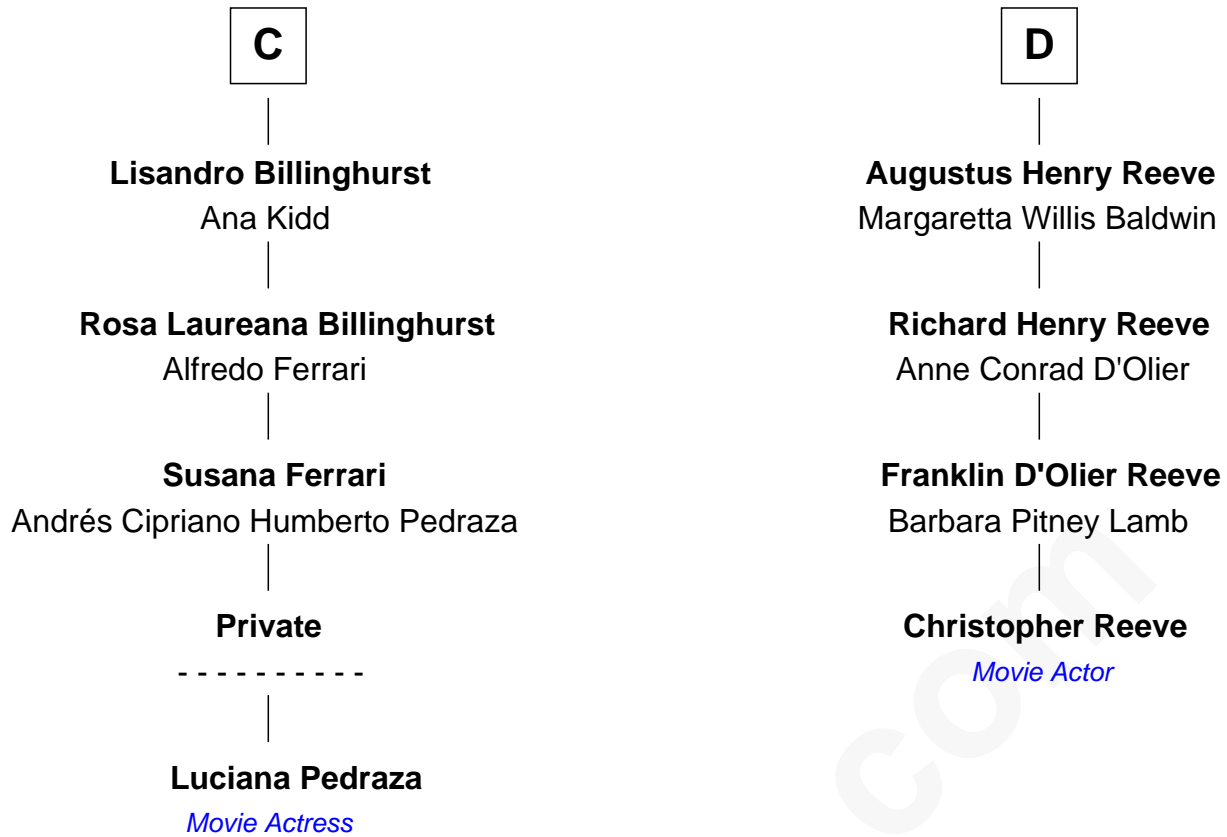 C
Lisandro Billinghurst
Ana Kidd
Rosa Laureana Billinghurst
Alfredo Ferrari
Susana Ferrari
Andrés Cipriano Humberto Pedraza
Private
- - - - - - - - - -
Luciana Pedraza
Movie Actress
D
Augustus Henry Reeve
Margaretta Willis Baldwin
Richard Henry Reeve
Anne Conrad D'Olier
Franklin D'Olier Reeve
Barbara Pitney Lamb
Christopher Reeve
Movie Actor
com